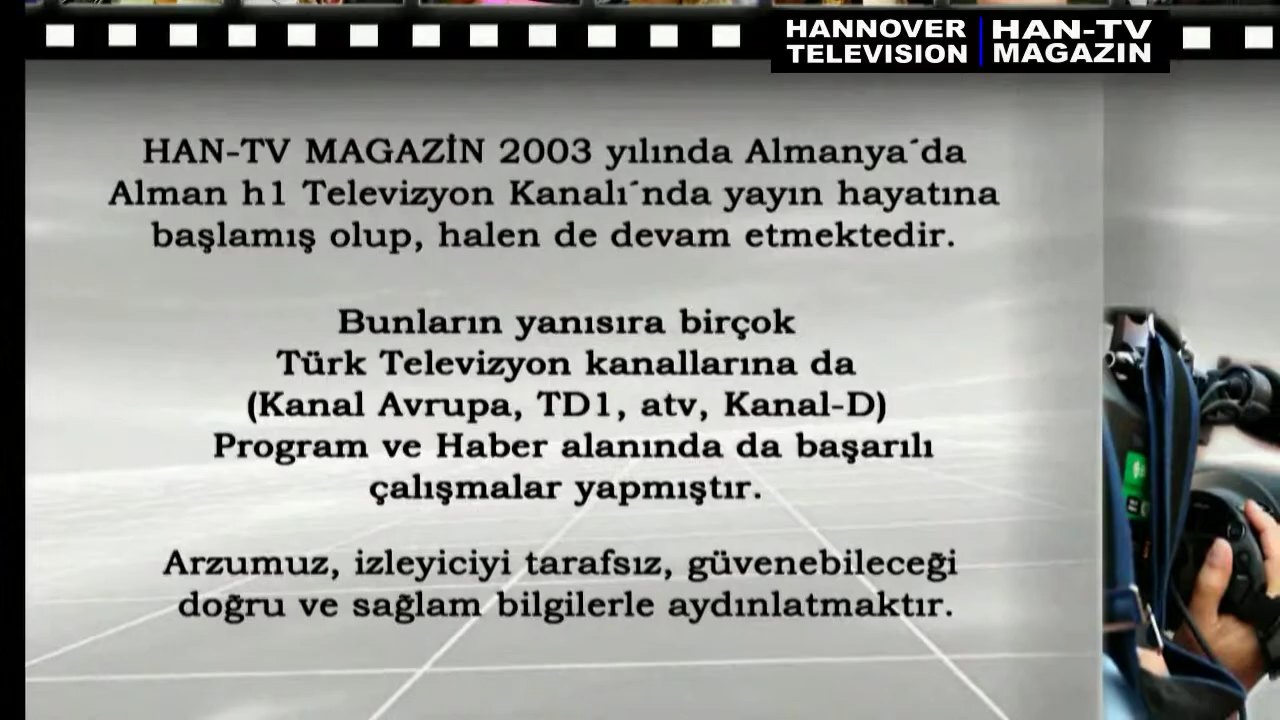 HANNOVER TELEVISION
HAN-TV MAGAZIN
HAN-TV MAGAZİN 2003 yılında Almanya´da
Alman h1 Televizyon Kanalı´nda yayın hayatına
başlamış olup, halen de devam etmektedir.
Bunların yanısıra birçok
Türk Televizyon kanallarına da
(Kanal Avrupa, TD1, atv, Kanal-D)
Program ve Haber alanında da başarılı
çalışmalar yapmıştır.
Arzumuz, izleyiciyi tarafsız, güvenebileceği
doğru ve sağlam bilgilerle aydınlatmaktır.